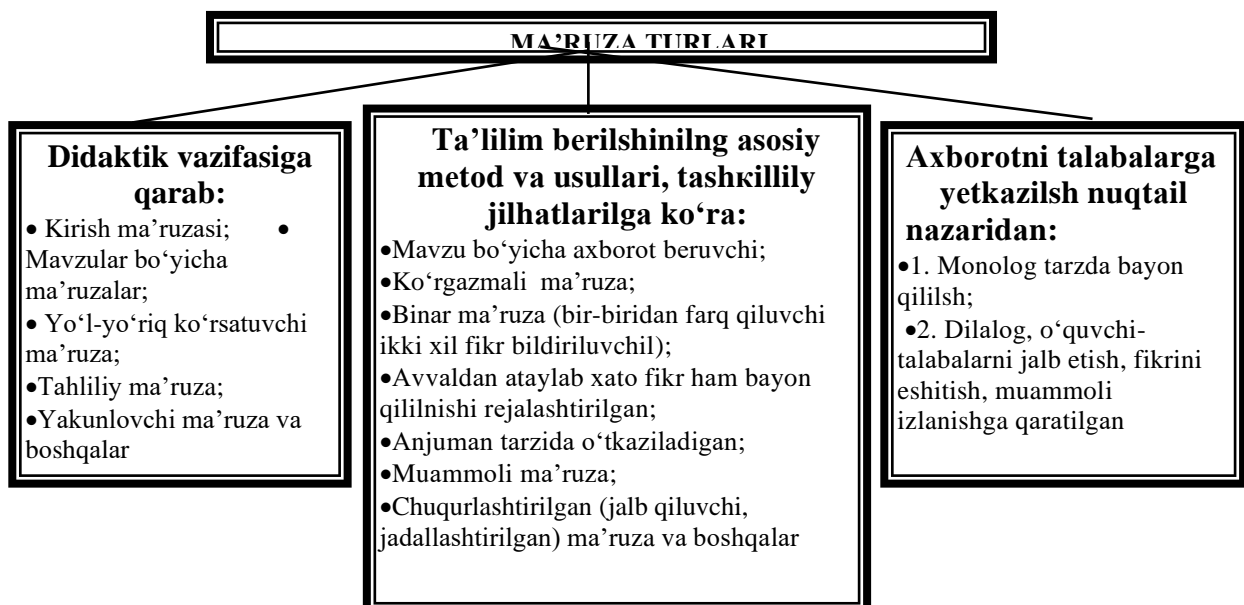 MA’RUZA TURLARI
Didaktik vazifasiga
qarab:
• Kirish ma’ruzasi; •
Mavzular bo‘yicha
ma’ruzalar;
• Yo‘l-yo‘riq ko‘rsatuvchi
ma’ruza;
•Tahliliy ma’ruza;
•Yakunlovchi ma’ruza va
boshqalar
Ta’lilim berilshinilng asosiy
metod va usullari, tashкillily
jilhatlarilga ko‘ra:
•Mavzu bo‘yicha axborot beruvchi;
•Ko‘rgazmali ma’ruza;
•Binar ma’ruza (bir-biridan farq qiluvchi
ikki xil fikr bildiriluvchil);
•Avvaldan ataylab xato fikr ham bayon
qililnishi rejalashtirilgan;
•Anjuman tarzida o‘tkaziladigan;
•Muammoli ma’ruza;
•Chuqurlashtirilgan (jalb qiluvchi,
jadallashtirilgan) ma’ruza va boshqalar
Axborotni talabalarga
yetkazilsh nuqtail
nazaridan:
•1. Monolog tarzda bayon
qililsh;
•2. Dilalog, o‘quvchi-
talabalarni jalb etish, fikrini
eshitish, muammoli
izlanishga qaratilgan